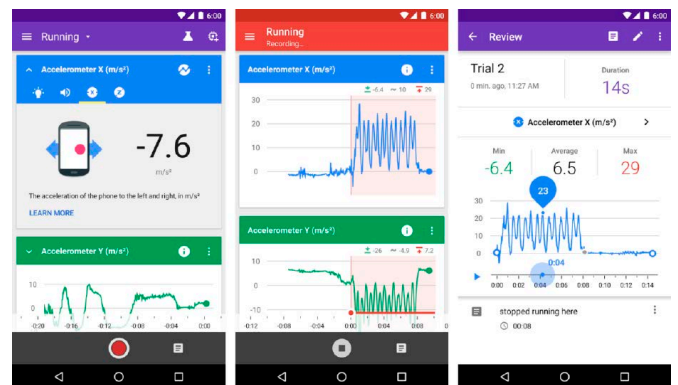 6:00
Running
Accelerometer X (m/s²)
-7.6
m/s²
The acceleration of the phone to the left and right, in m/s²
LEARN MORE
Accelerometer Y (m/s²)
10
0
-0:20 -0:16 -0:12 -0:08 -0:04 0:00
6:00
Running
Recording...
Accelerometer X (m/s²)
-6.4 ~ 10 29
30
20
10
0
Accelerometer Y (m/s²)
-26 ~ -4.9 7.2
10
0
-10
-0:12 -0:08 -0:04 0:00 0:04 0:08
6:00
Review
Trial 2
0 min. ago, 11:27 AM
Duration
14s
Accelerometer X (m/s²)
Min Average Max
-6.4 6.5 29
23
30
20
10
0
0:04
0:00 0:02 0:04 0:06 0:08 0:10 0:12 0:14
stopped running here
00:08